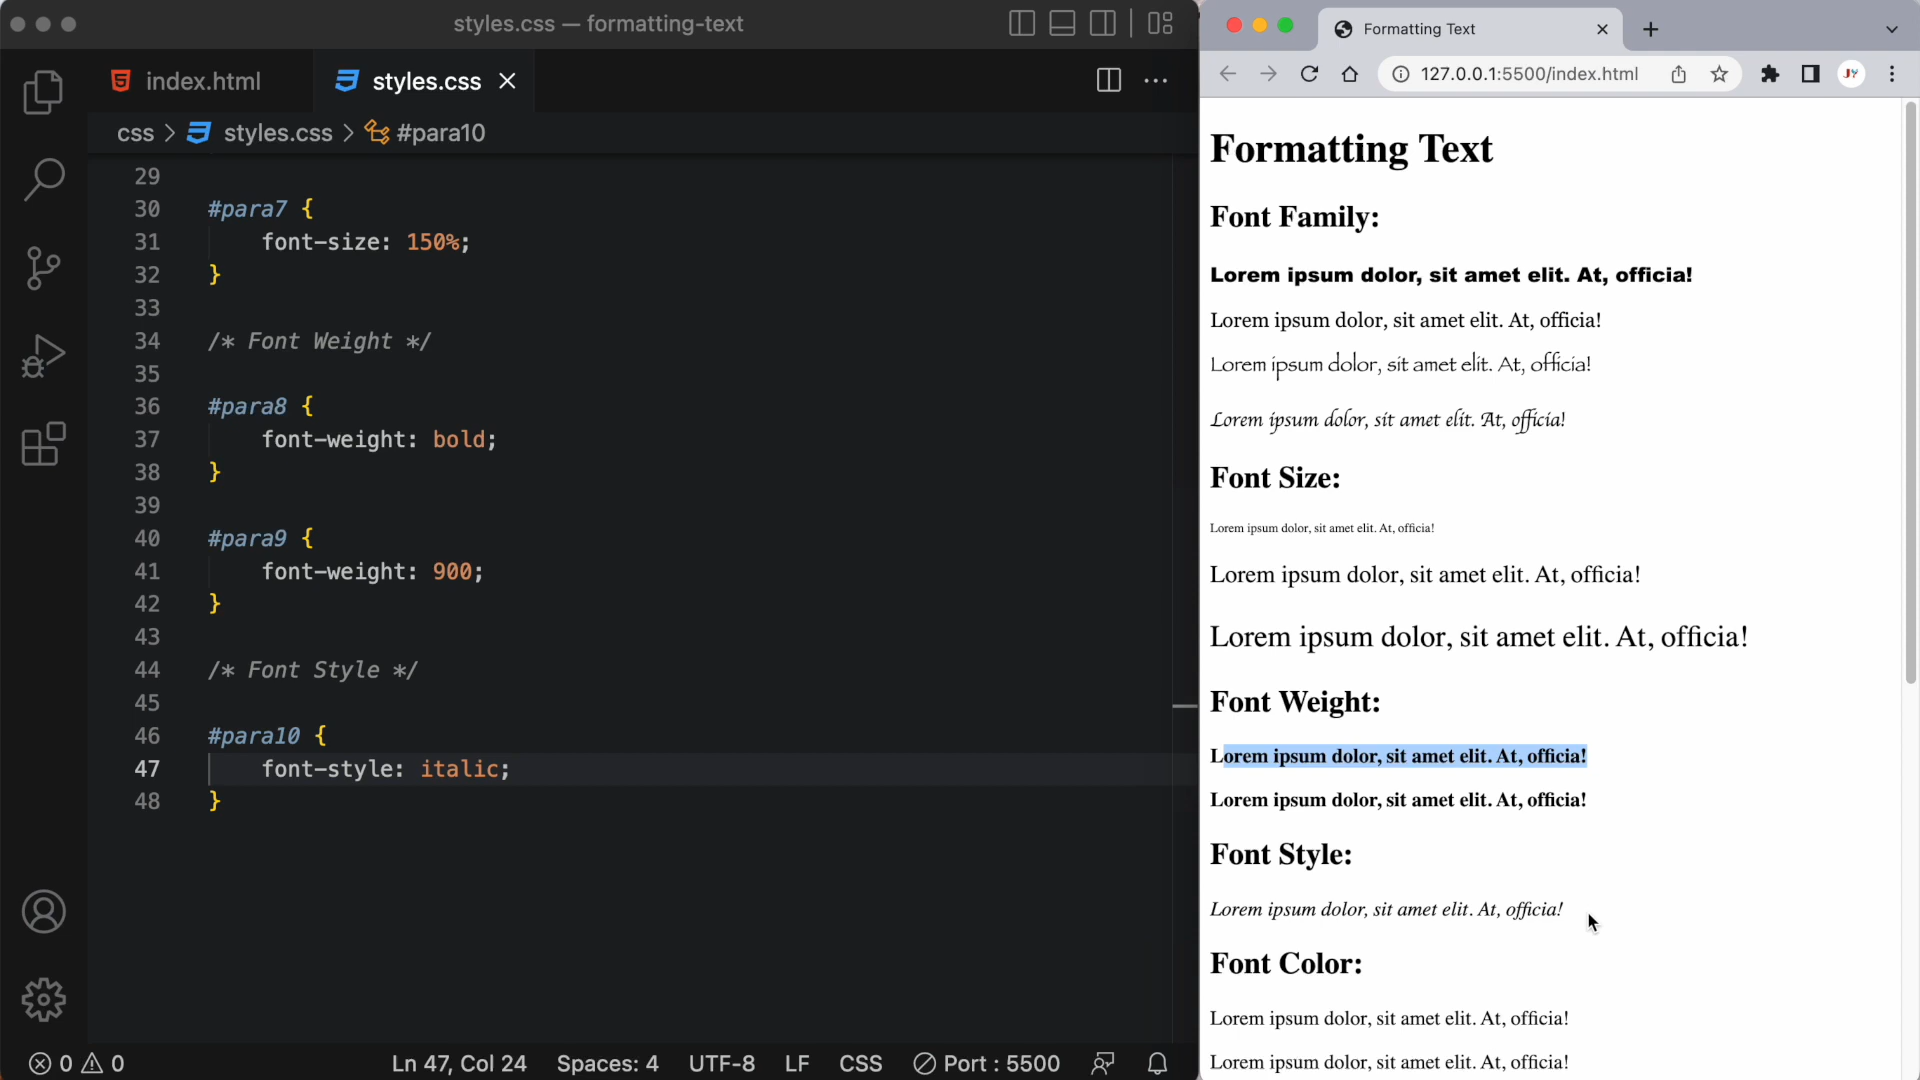 styles.css — formatting-text
index.html
styles.css
css > styles.css > #para10
29
30 #para7 {
31 font-size: 150%;
32 }
33
34 /* Font Weight */
35
36 #para8 {
37 font-weight: bold;
38 }
39
40 #para9 {
41 font-weight: 900;
42 }
43
44 /* Font Style */
45
46 #para10 {
47 font-style: italic;
48 }
0 0 Ln 47, Col 24 Spaces: 4 UTF-8 LF CSS Port : 5500
Formatting Text
127.0.0.1:5500/index.html
JY
Formatting Text
Font Family:
Lorem ipsum dolor, sit amet elit. At, officia!
Lorem ipsum dolor, sit amet elit. At, officia!
Lorem ipsum dolor, sit amet elit. At, officia!
Lorem ipsum dolor, sit amet elit. At, officia!
Font Size:
Lorem ipsum dolor, sit amet elit. At, officia!
Lorem ipsum dolor, sit amet elit. At, officia!
Lorem ipsum dolor, sit amet elit. At, officia!
Font Weight:
Lorem ipsum dolor, sit amet elit. At, officia!
Lorem ipsum dolor, sit amet elit. At, officia!
Font Style:
Lorem ipsum dolor, sit amet elit. At, officia!
Font Color:
Lorem ipsum dolor, sit amet elit. At, officia!
Lorem ipsum dolor, sit amet elit. At, officia!